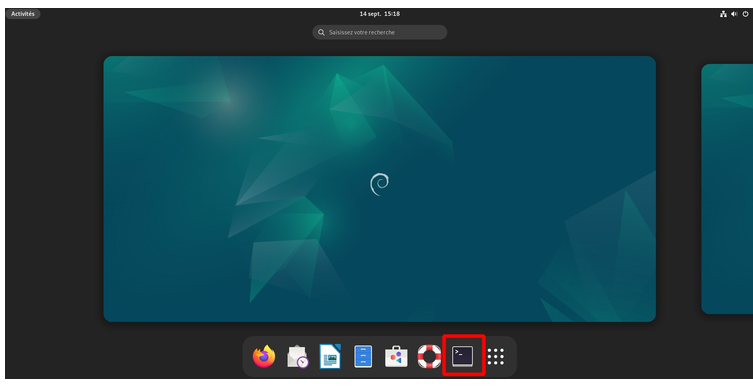 Activités
14 sept. 15:18
Saisissez votre recherche
>_